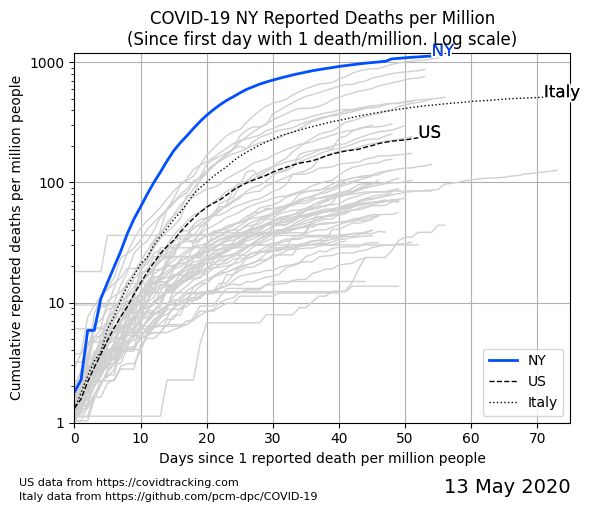 COVID-19 NY Reported Deaths per Million
(Since first day with 1 death/million. Log scale)
NY
Italy
US
1000
100
10
1
Cumulative reported deaths per million people
NY
US
Italy
0 10 20 30 40 50 60 70
Days since 1 reported death per million people
US data from https://covidtracking.com
Italy data from https://github.com/pcm-dpc/COVID-19
13 May 2020